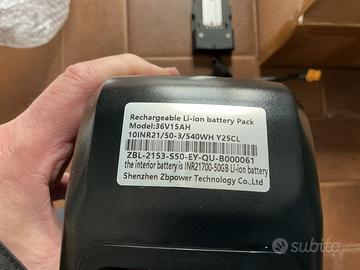 Rechargeable Li-ion battery Pack
Model:36V15AH
10INR21/50-3/540WH Y25CL
ZBL-2153-S50-EY-QU-B000061
the interior battery is INR21700-50GB Li-ion battery
Shenzhen Zbpower Technology Co.,Ltd
subito